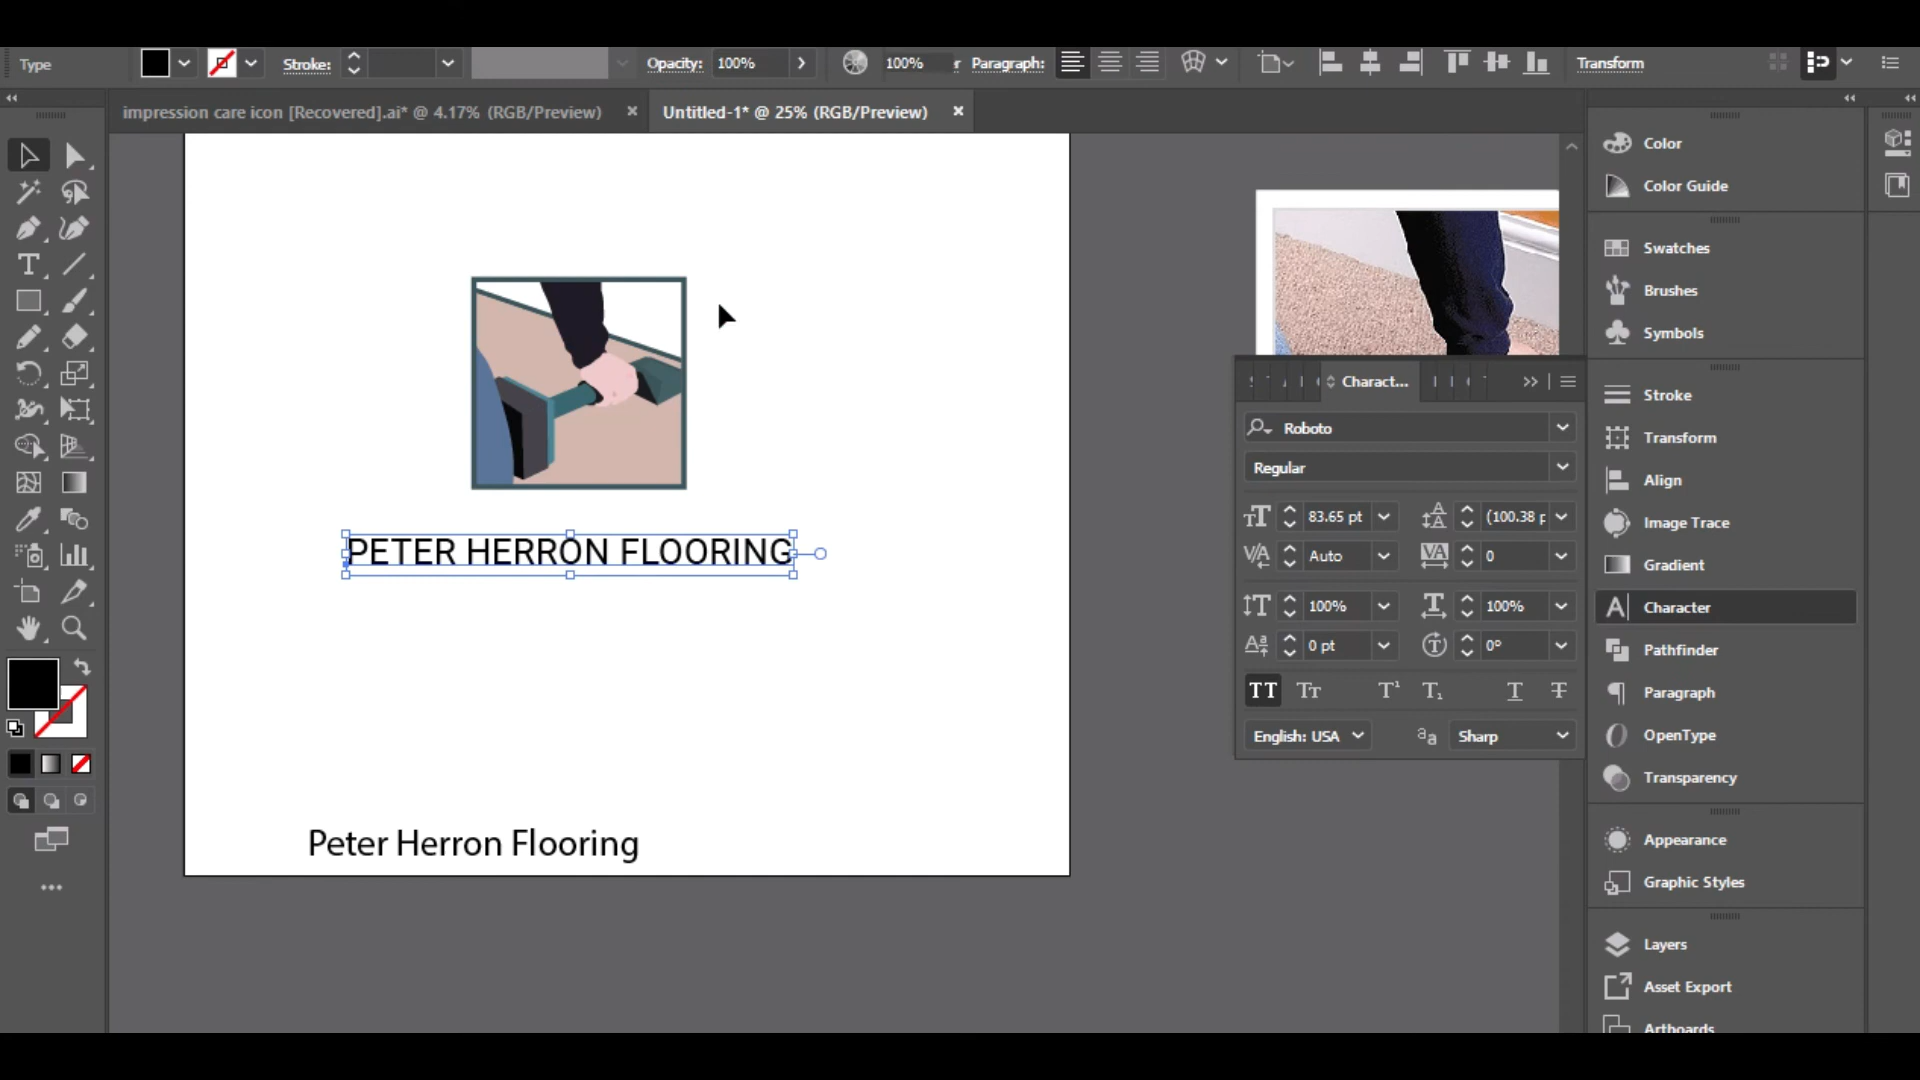 Type
Stroke:
Opacity:
100%
100%
Paragraph:
Transform
impression care icon [Recovered].ai* @ 4.17% (RGB/Preview)
Untitled-1* @ 25% (RGB/Preview)
PETER HERRON FLOORING
Peter Herron Flooring
Charact...
Roboto
Regular
83.65 pt
(100.38 p
Auto
0
100%
100%
0 pt
0°
English: USA
Sharp
Color
Color Guide
Swatches
Brushes
Symbols
Stroke
Transform
Align
Image Trace
Gradient
Character
Pathfinder
Paragraph
OpenType
Transparency
Appearance
Graphic Styles
Layers
Asset Export
Artboards